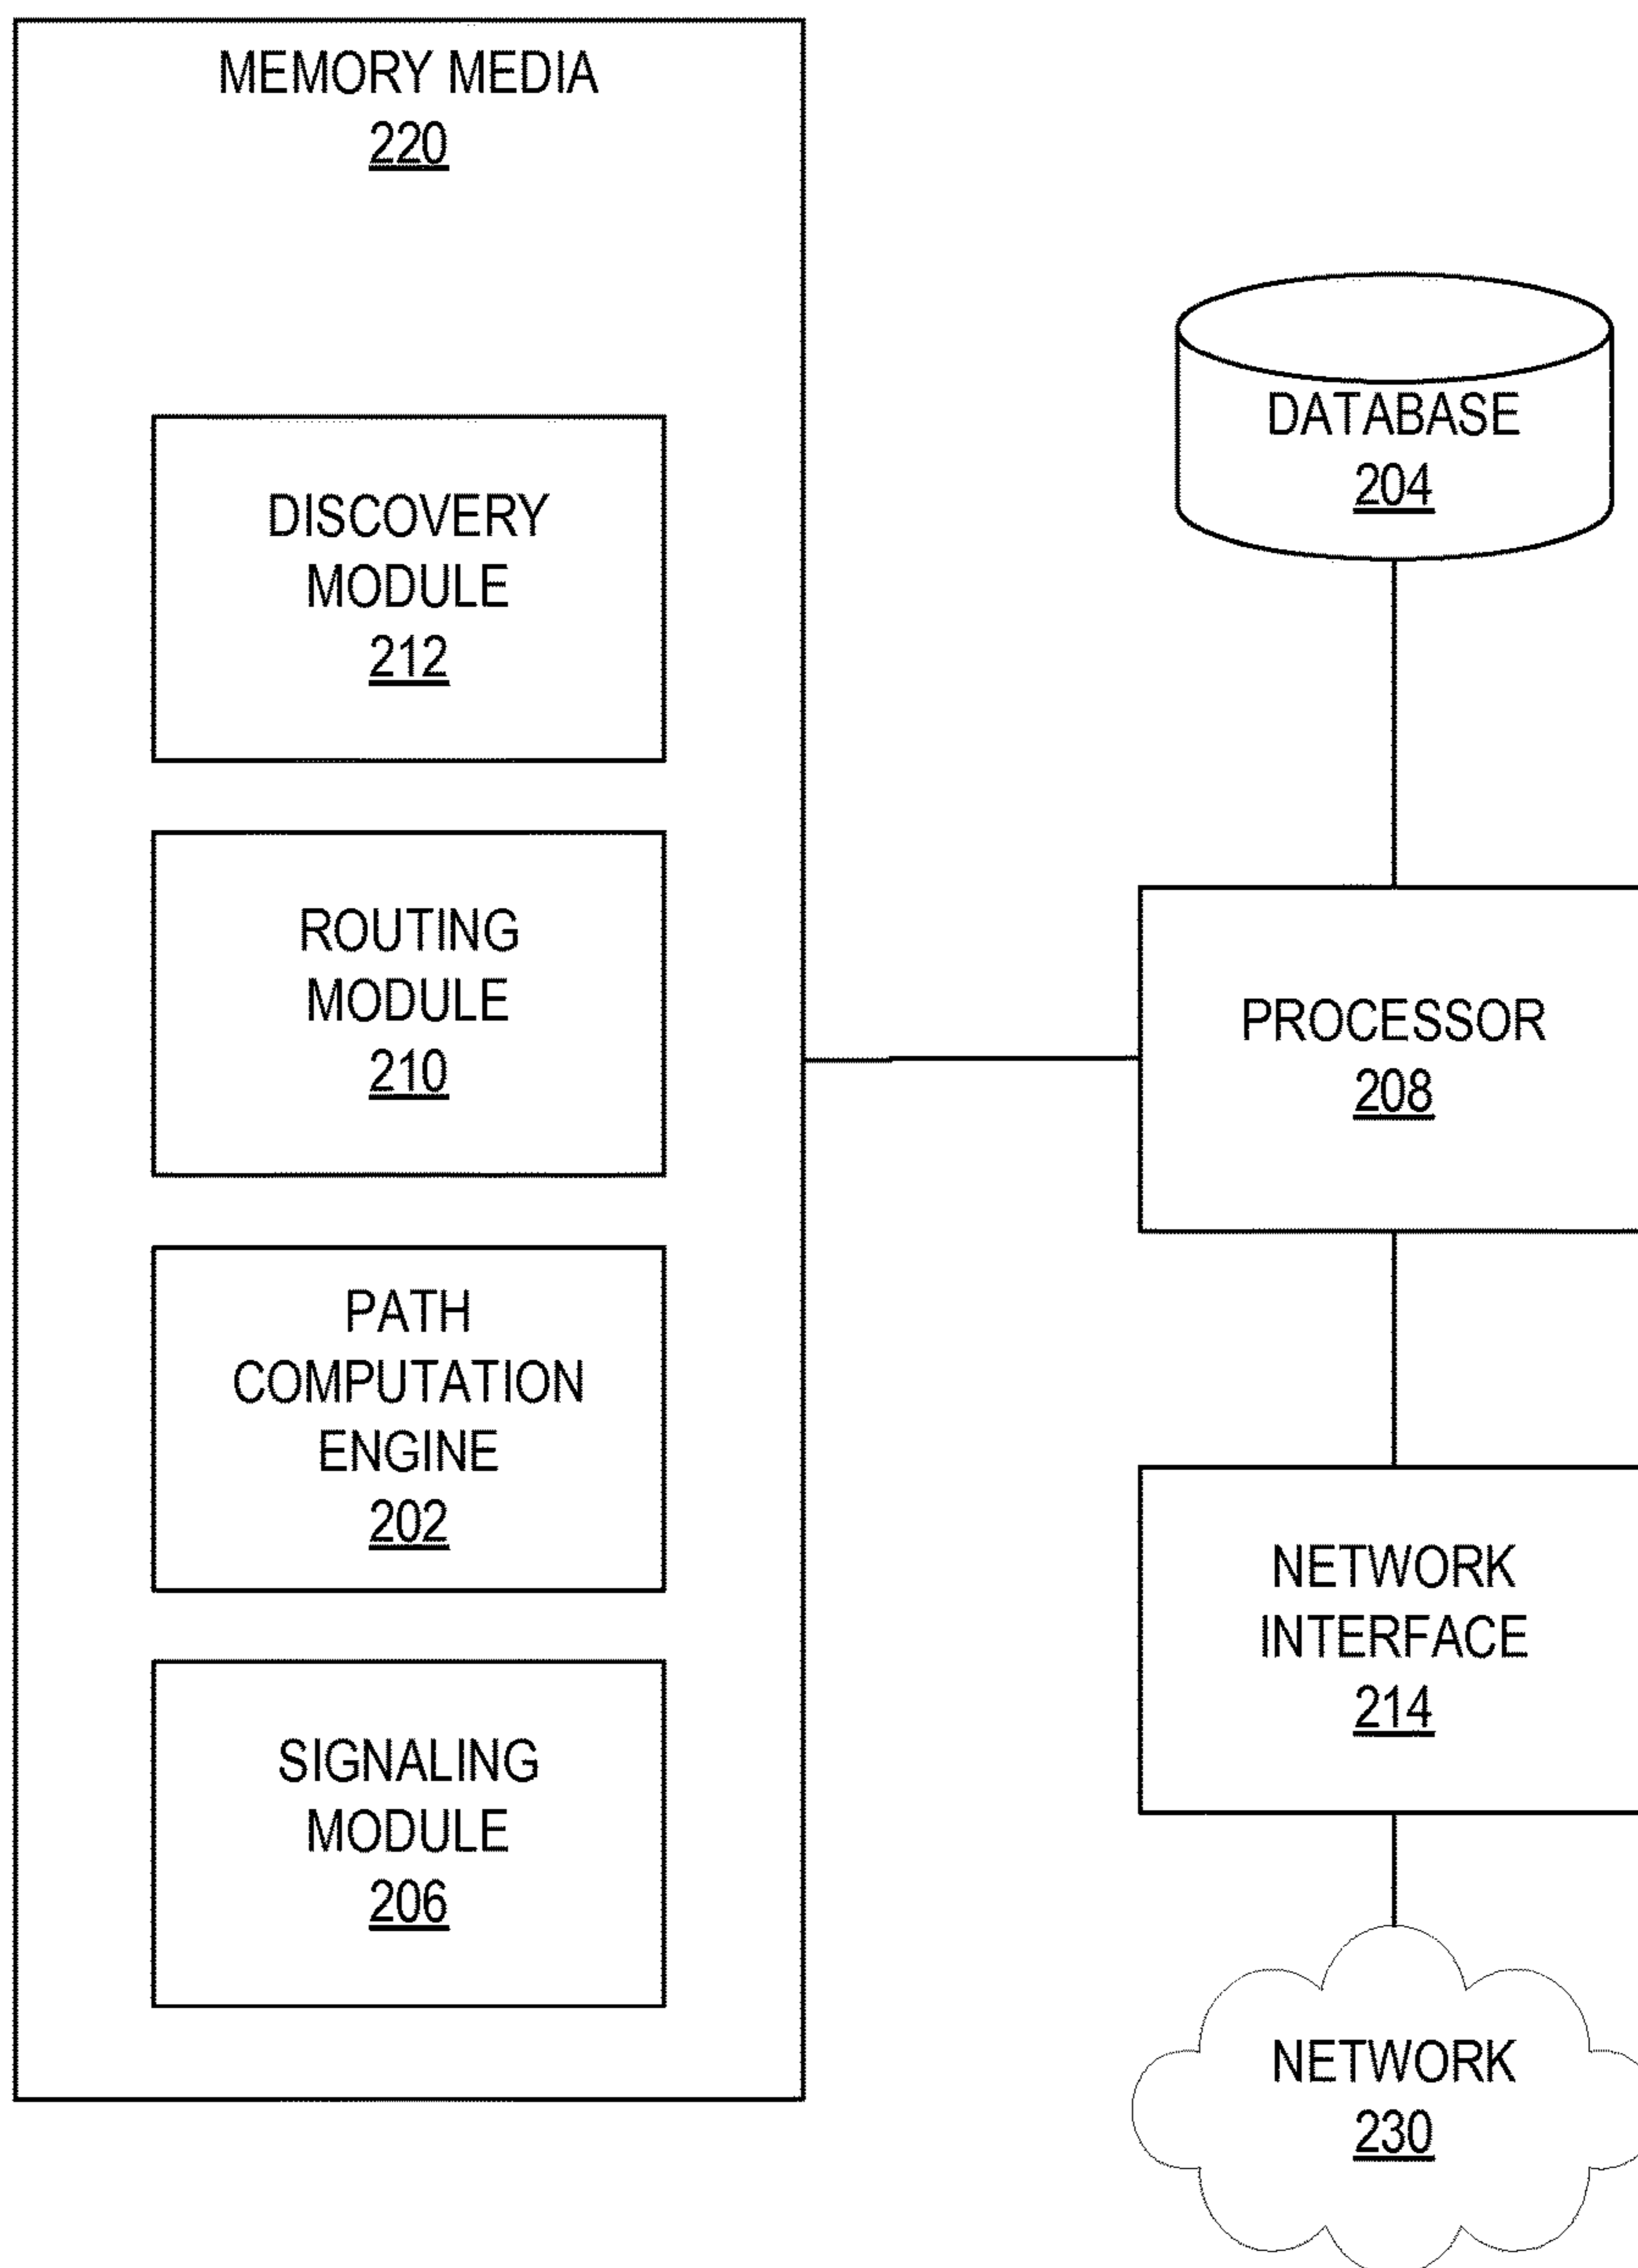 MEMORY MEDIA
220
DISCOVERY
MODULE
212
ROUTING
MODULE
210
PATH
COMPUTATION
ENGINE
202
SIGNALING
MODULE
206
DATABASE
204
PROCESSOR
208
NETWORK
INTERFACE
214
NETWORK
230